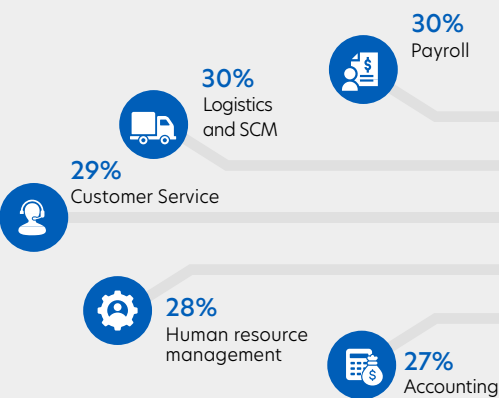 30%
Payroll
30%
Logistics
and SCM
29%
Customer Service
28%
Human resource
management
27%
Accounting